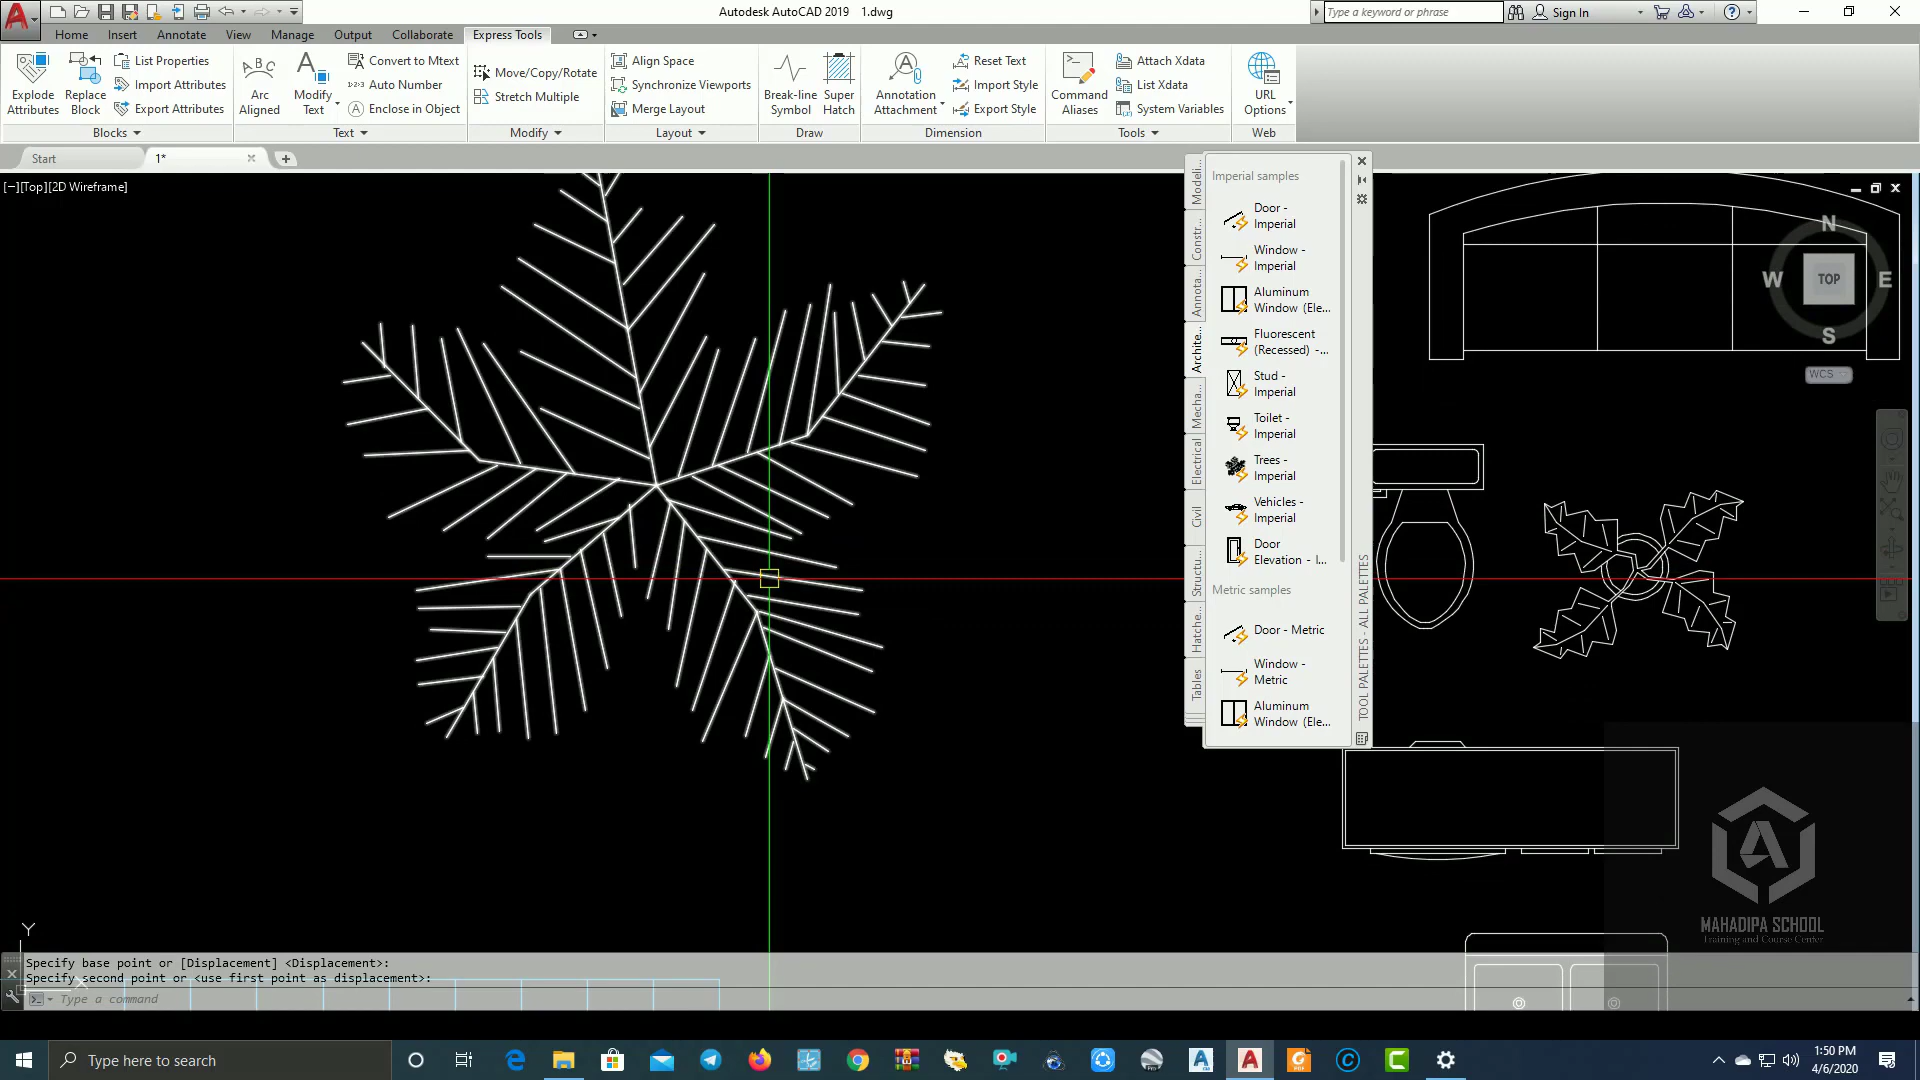 Autodesk AutoCAD 2019 1.dwg
Type a keyword or phrase
Sign In
Home
Insert
Annotate
View
Manage
Output
Collaborate
Express Tools
Explode
Attributes
Replace
Block
List Properties
Import Attributes
Export Attributes
Blocks
ABC
Arc
Aligned
Modify
Text
Convert to Mtext
Auto Number
Enclose in Object
Text
Move/Copy/Rotate
Stretch Multiple
Modify
Align Space
Synchronize Viewports
Merge Layout
Layout
Break-line
Symbol
Super
Hatch
Draw
Annotation
Attachment
Reset Text
Import Style
Export Style
Dimension
Command
Aliases
Attach Xdata
List Xdata
System Variables
Tools
URL
Options
Web
Start
1*
[−][Top][2D Wireframe]
Modeli...
Constr...
Annota...
Archite...
Mecha...
Electrical
Civil
Structu...
Hatche...
Tables
Imperial samples
Door -
Imperial
Window -
Imperial
Aluminum
Window (Ele...
Fluorescent
(Recessed) -...
Stud -
Imperial
Toilet -
Imperial
Trees -
Imperial
Vehicles -
Imperial
Door
Elevation - I...
Metric samples
Door - Metric
Window -
Metric
Aluminum
Window (Ele...
TOOL PALETTES - ALL PALETTES
N
W
TOP
E
S
WCS
MAHADIPA SCHOOL
Training and Course Center
Y
X
Specify base point or [Displacement] <Displacement>:
Specify second point or <use first point as displacement>:
Type a command
Type here to search
1:50 PM
4/6/2020